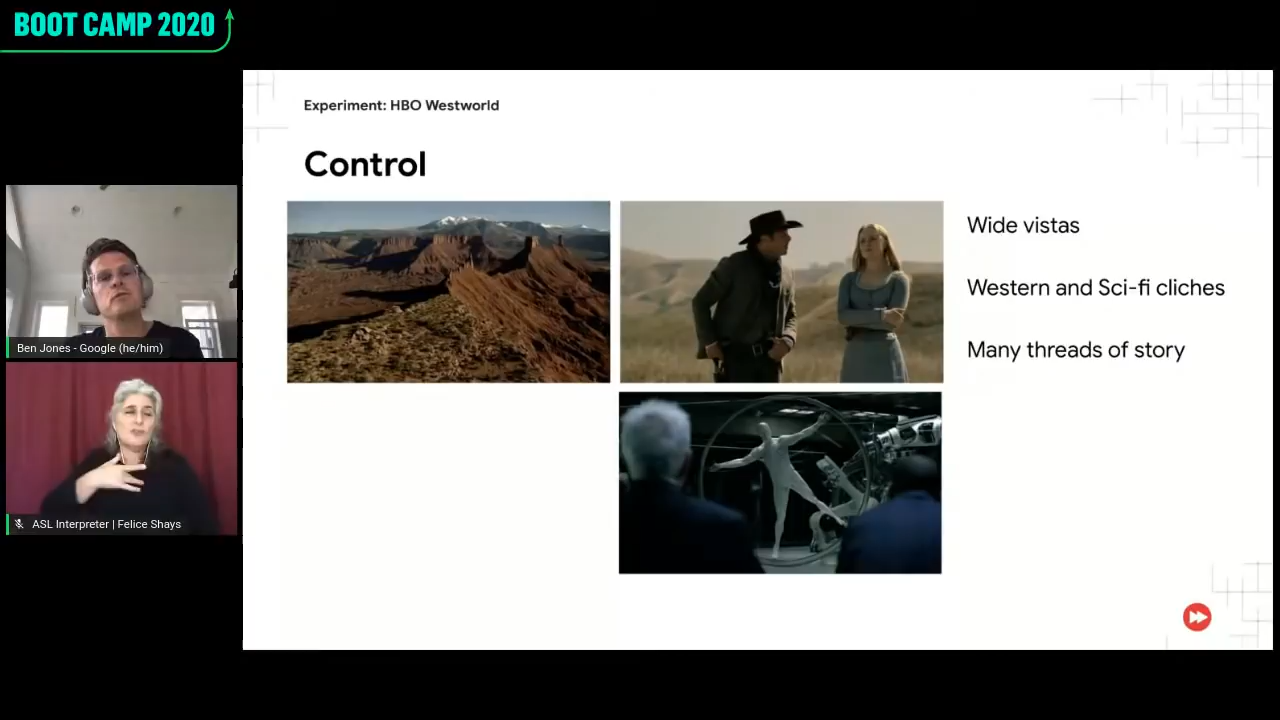 BOOT CAMP 2020
Experiment: HBO Westworld
Control
Wide vistas
Western and Sci-fi cliches
Many threads of story
Ben Jones - Google (he/him)
ASL Interpreter | Felice Shays